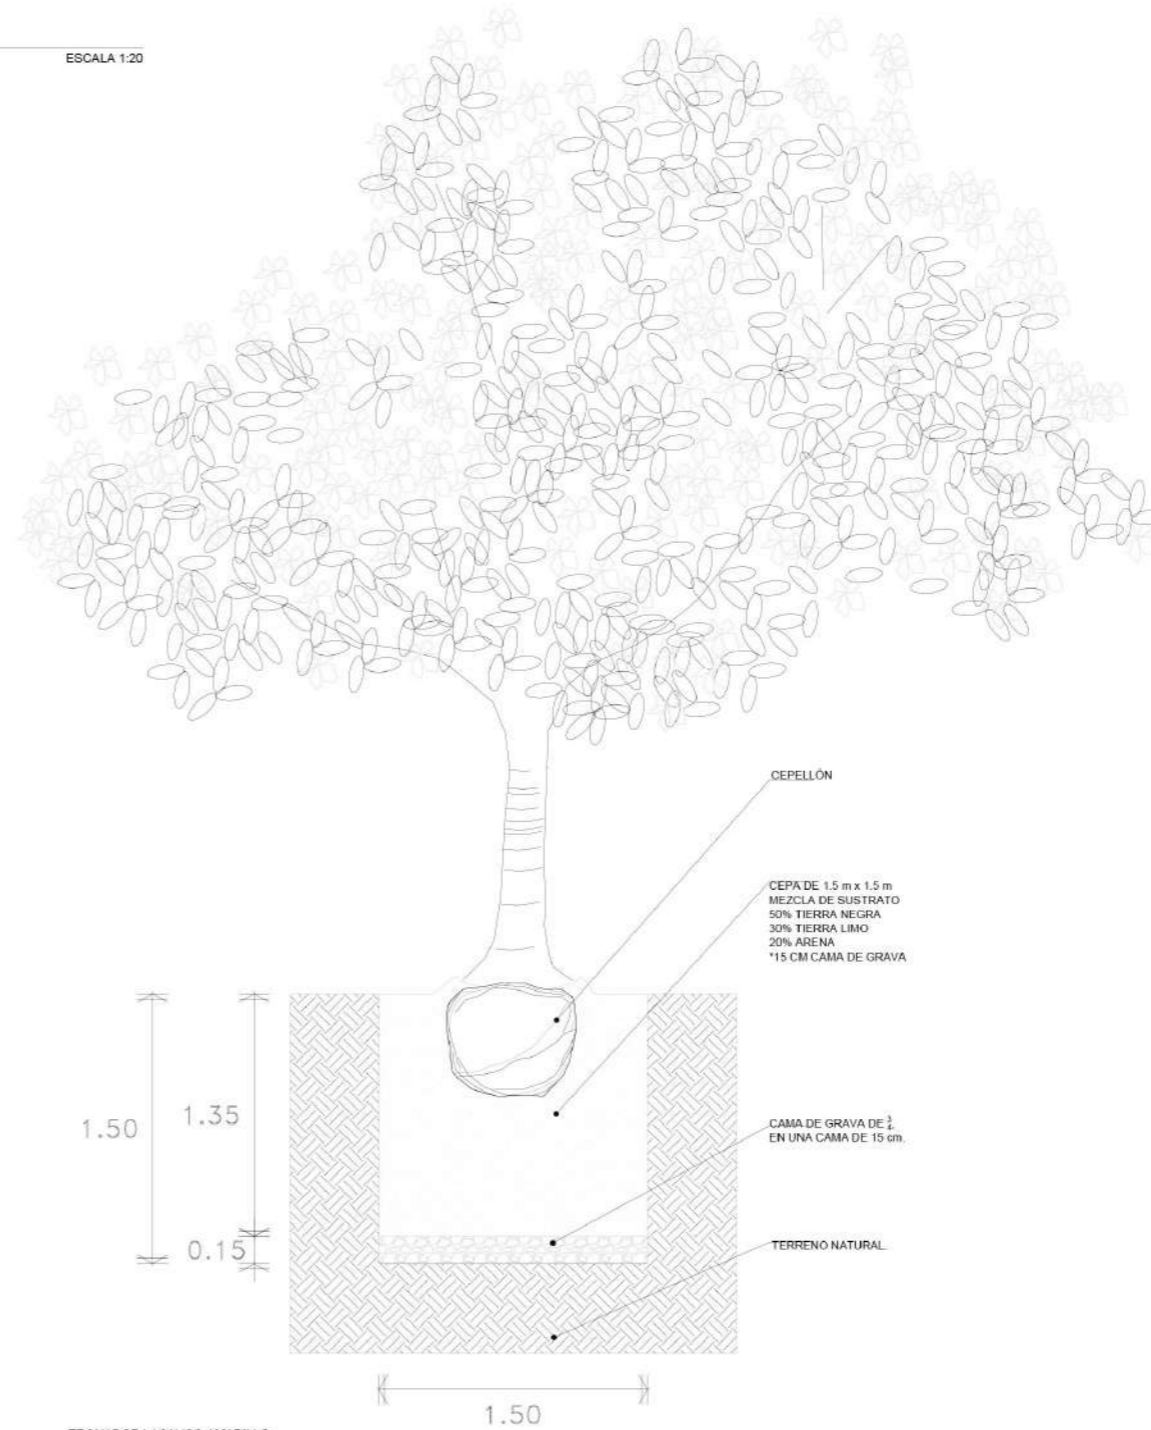 ESCALA 1:20
CEPELLÓN
CEPA DE 1.5 m x 1.5 m
MEZCLA DE SUSTRATO
50% TIERRA NEGRA
30% TIERRA LIMO
20% ARENA
*15 CM CAMA DE GRAVA
1.50
1.35
CAMA DE GRAVA DE 3/4
EN UNA CAMA DE 15 cm.
0.15
TERRENO NATURAL
1.50